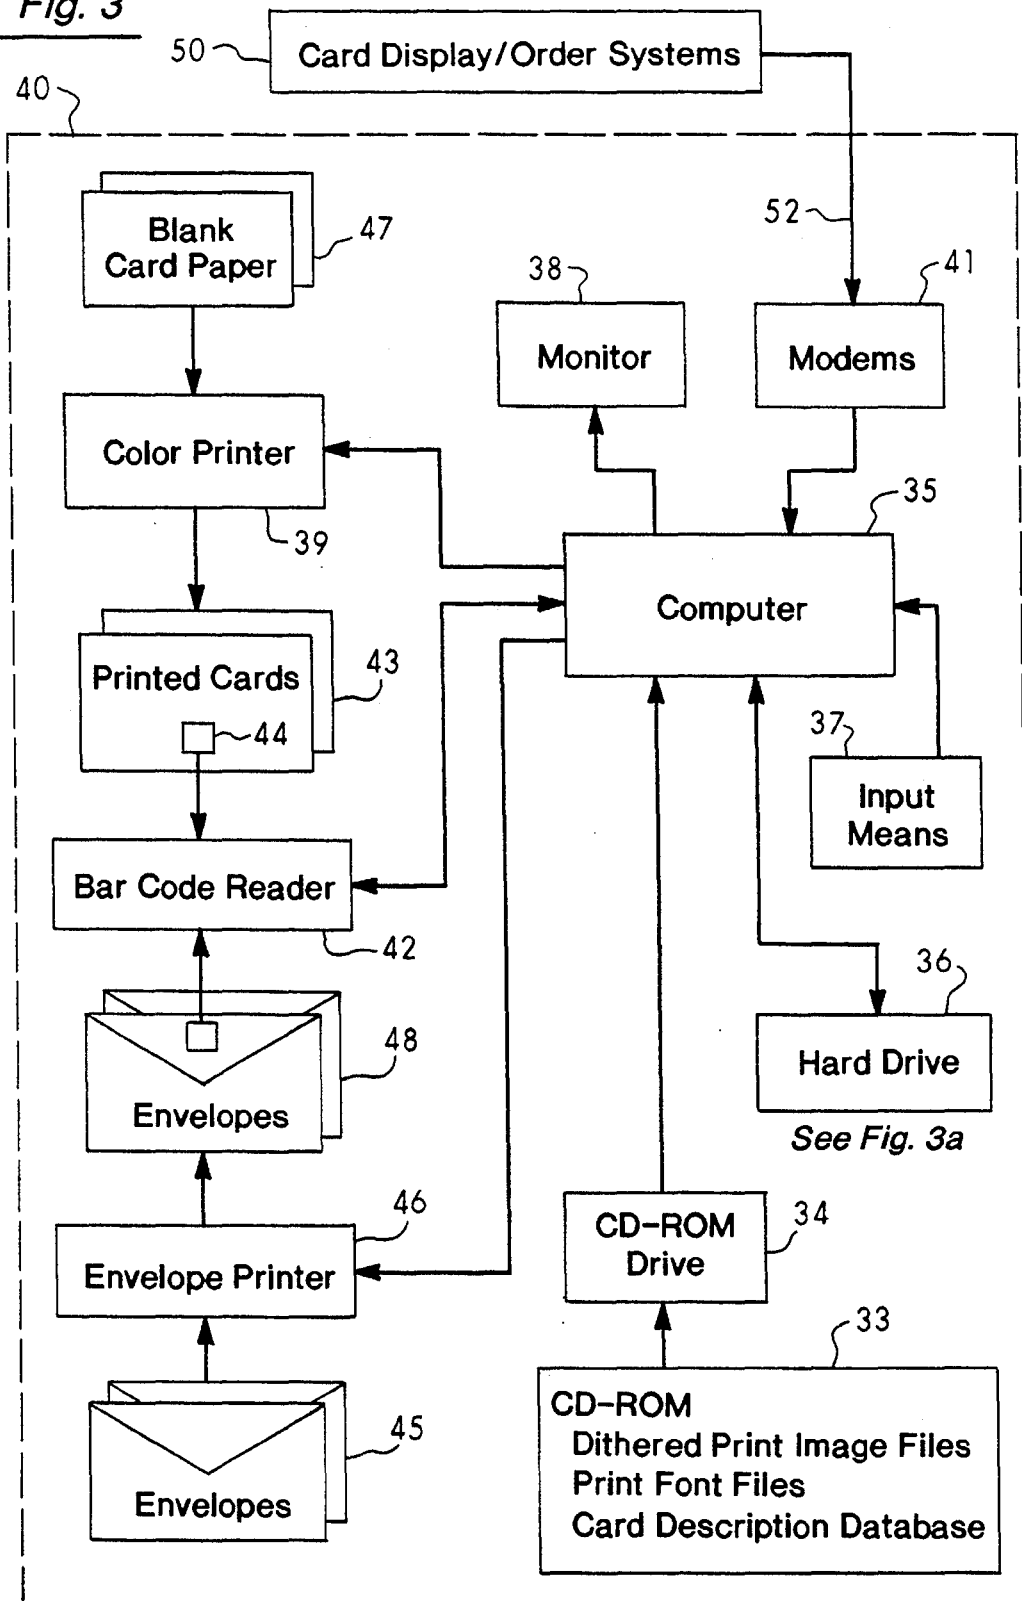 Fig. 3
50
Card Display/Order Systems
40
Blank
Card Paper
47
52
38
41
Monitor
Modems
Color Printer
39
35
Computer
Printed Cards
43
44
37
Input
Means
Bar Code Reader
42
36
Hard Drive
See Fig. 3a
48
Envelopes
46
Envelope Printer
CD-ROM
Drive
34
33
45
Envelopes
CD-ROM
Dithered Print Image Files
Print Font Files
Card Description Database